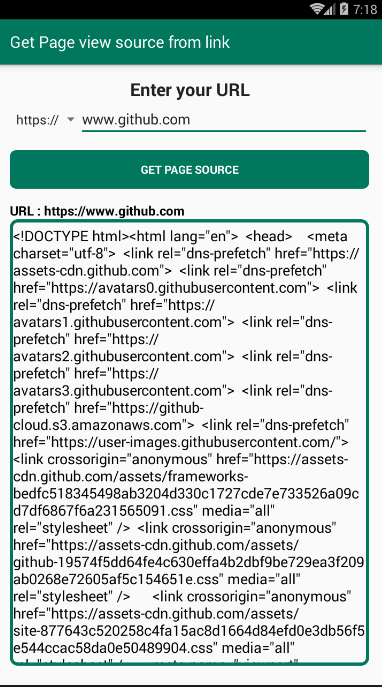 7:18
Get Page view source from link
Enter your URL
https:// www.github.com
GET PAGE SOURCE
URL : https://www.github.com
<!DOCTYPE html><html lang="en">  <head>    <meta
charset="utf-8">  <link rel="dns-prefetch" href="https://
assets-cdn.github.com">  <link rel="dns-prefetch"
href="https://avatars0.githubusercontent.com">  <link
rel="dns-prefetch" href="https://
avatars1.githubusercontent.com">  <link rel="dns-
prefetch" href="https://
avatars2.githubusercontent.com">  <link rel="dns-
prefetch" href="https://
avatars3.githubusercontent.com">  <link rel="dns-
prefetch" href="https://github-
cloud.s3.amazonaws.com">  <link rel="dns-prefetch"
href="https://user-images.githubusercontent.com/">
<link crossorigin="anonymous" href="https://assets-
cdn.github.com/assets/frameworks-
bedfc518345498ab3204d330c1727cde7e733526a09c
d7df6867f6a231565091.css" media="all"
rel="stylesheet" />  <link crossorigin="anonymous"
href="https://assets-cdn.github.com/assets/
github-19574f5dd64fe4c630effa4b2dbf9be729ea3f209
ab0268e72605af5c154651e.css" media="all"
rel="stylesheet" />      <link crossorigin="anonymous"
href="https://assets-cdn.github.com/assets/
site-877643c520258c4fa15ac8d1664d84efd0e3db56f5
e544ccac58da0e50489904.css" media="all"